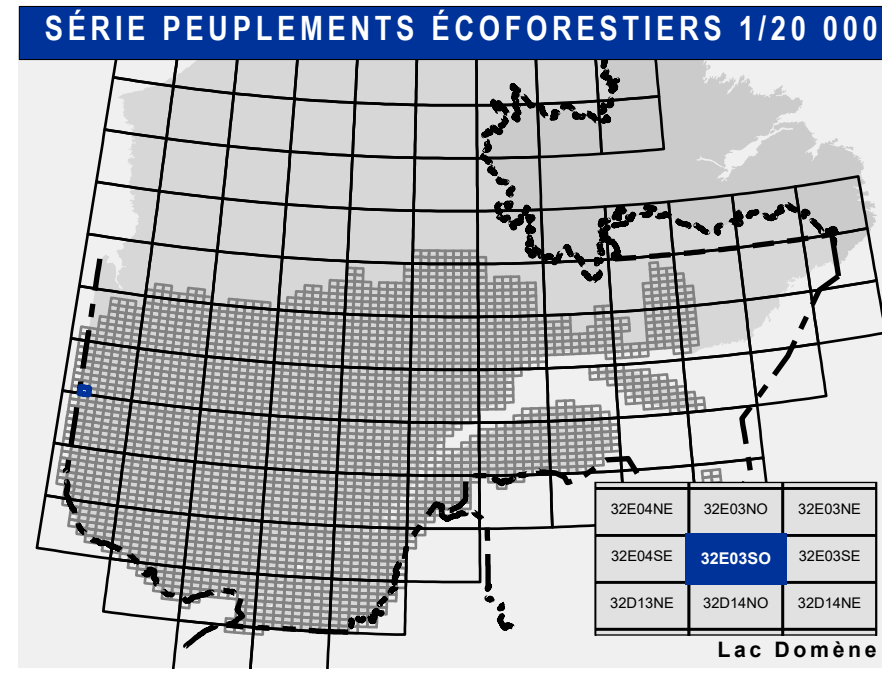 SÉRIE PEUPLEMENTS ÉCOFORESTIERS 1/20 000
32E04NE 32E03NO 32E03NE
32E04SE 32E03SO 32E03SE
32D13NE 32D14NO 32D14NE
Lac Domène